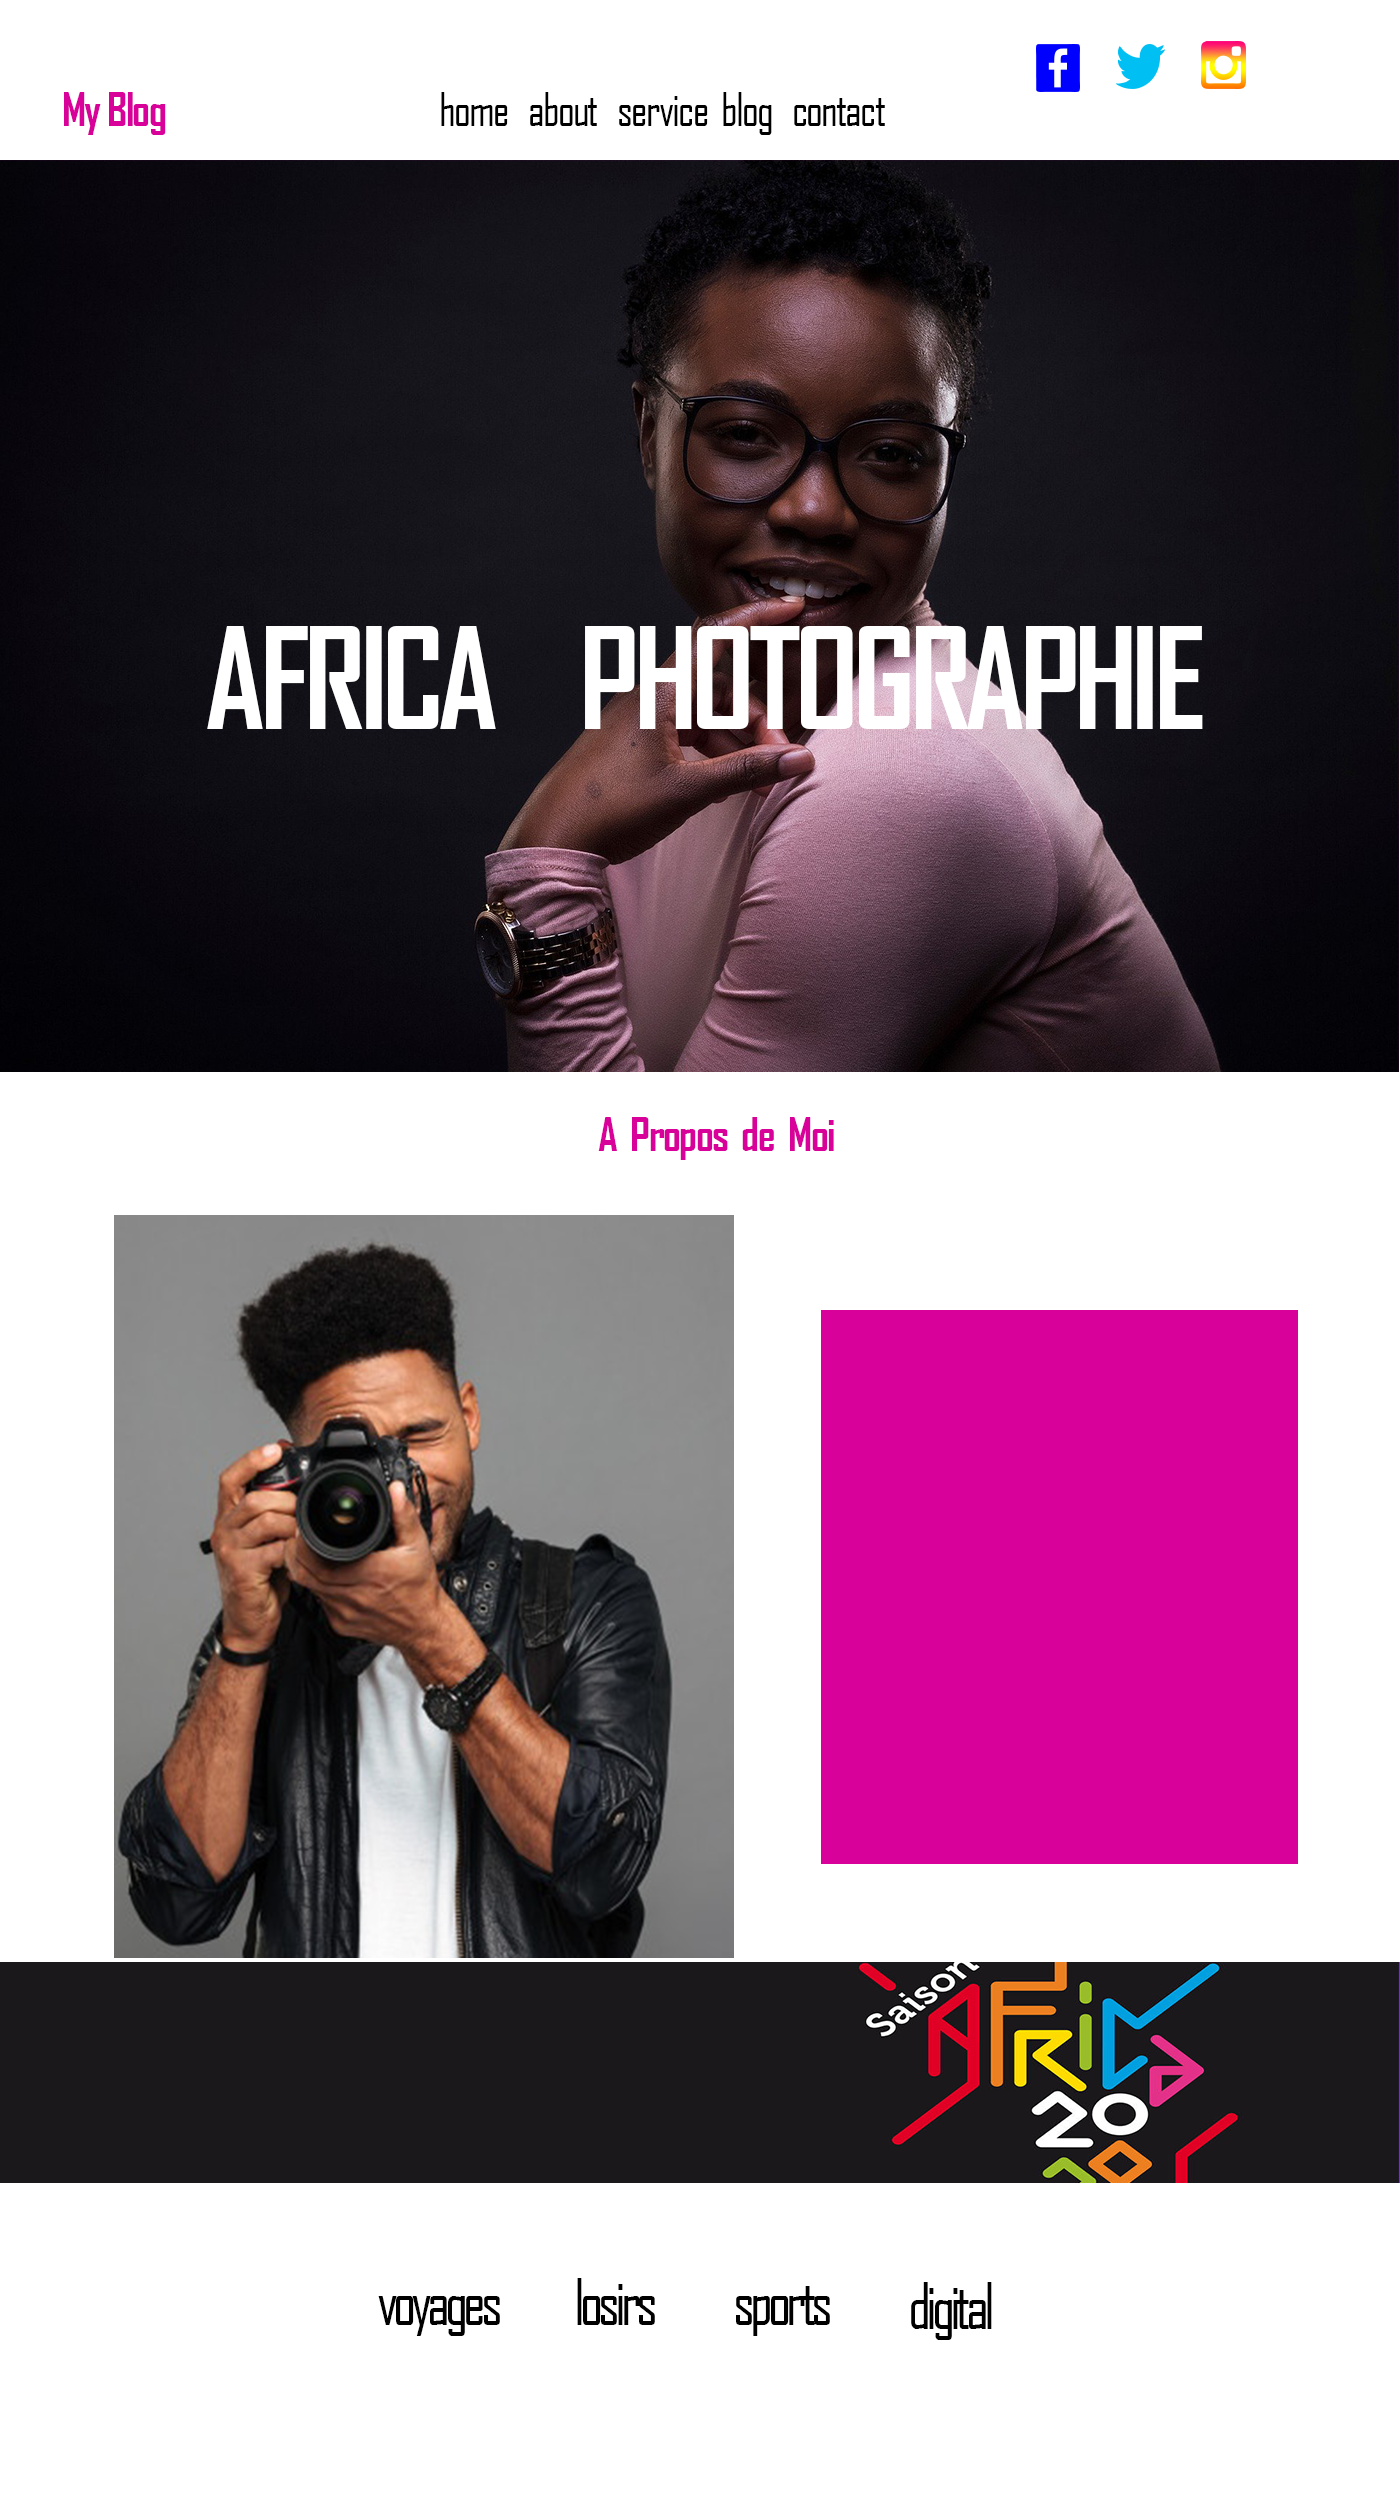 My Blog
home about service blog contact
AFRICA PHOTOGRAPHIE
A Propos de Moi
Saison
AFRICA
20
voyages losirs sports digital